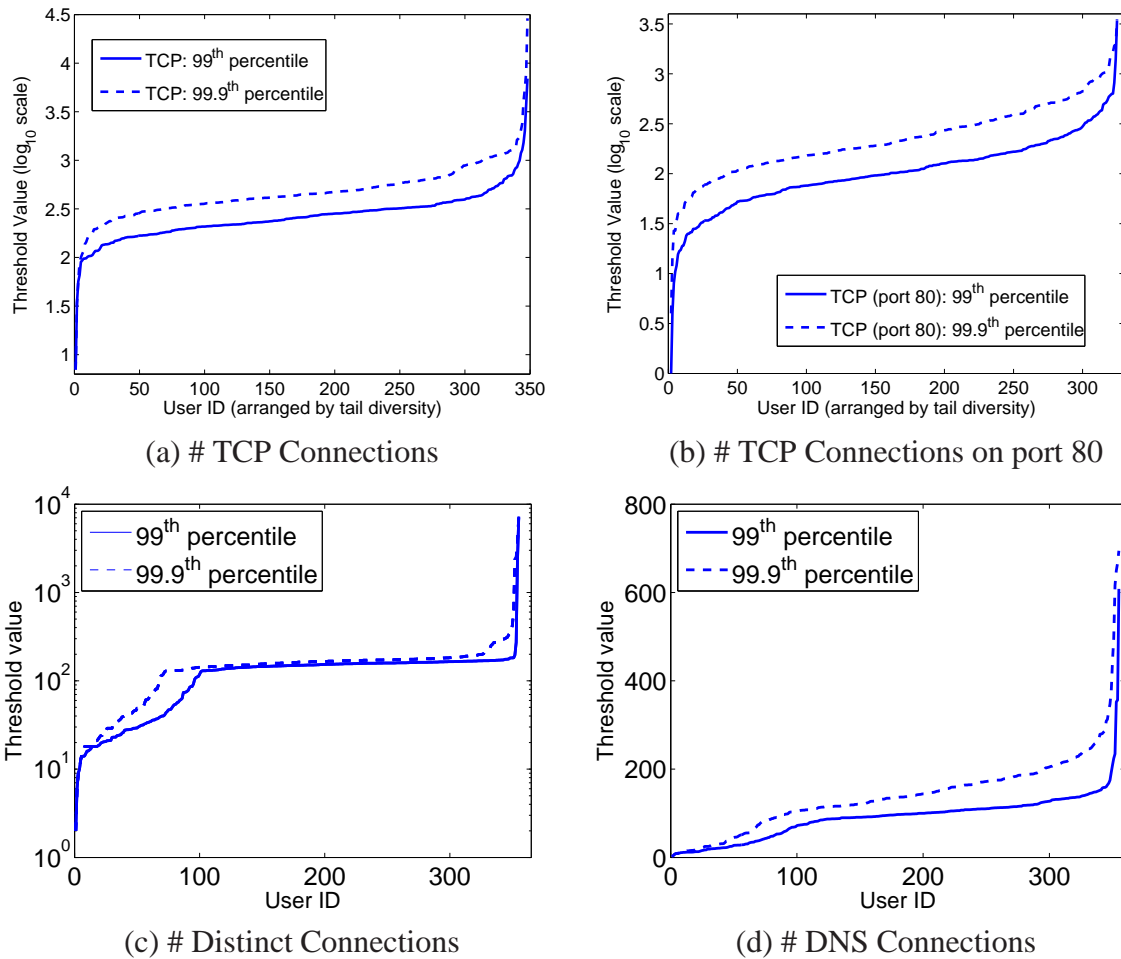 4.5
4
3.5
3
2.5
2
1.5
1
Threshold Value (log10 scale)
TCP: 99th percentile
TCP: 99.9th percentile
0 50 100 150 200 250 300 350
User ID (arranged by tail diversity)
(a) # TCP Connections
3.5
3
2.5
2
1.5
1
0.5
0
Threshold Value (log10 scale)
TCP (port 80): 99th percentile
TCP (port 80): 99.9th percentile
0 50 100 150 200 250 300
User ID (arranged by tail diversity)
(b) # TCP Connections on port 80
10^4
10^3
10^2
10^1
10^0
Threshold value
99th percentile
99.9th percentile
0 100 200 300
User ID
(c) # Distinct Connections
800
600
400
200
0
Threshold value
99th percentile
99.9th percentile
0 100 200 300
User ID
(d) # DNS Connections